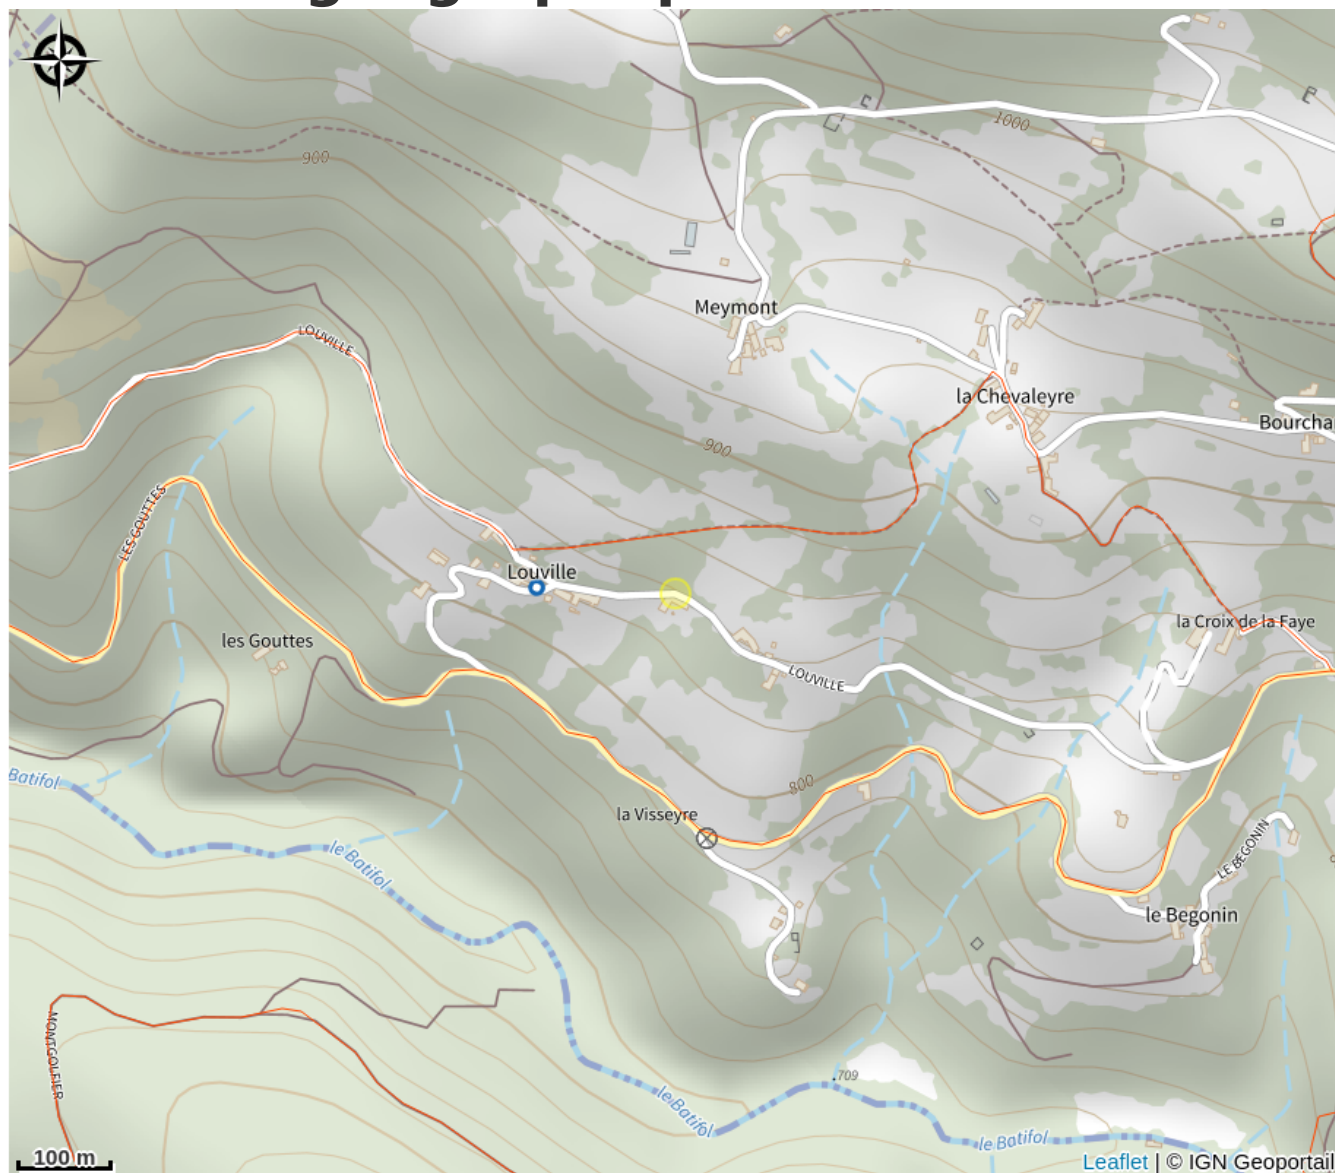 1000
900
Meymont
LOUVILLE
la Chevaleyre
Bourcha
900
LES GOUTTES
Louville
la Croix de la Faye
les Gouttes
LOUVILLE
Batifol
800
la Visseyre
LE BEGONIN
le Batifol
le Begonin
MONTGOLFIER
709
le Batifol
le Batifol
100 m
Leaflet | © IGN Geoportail